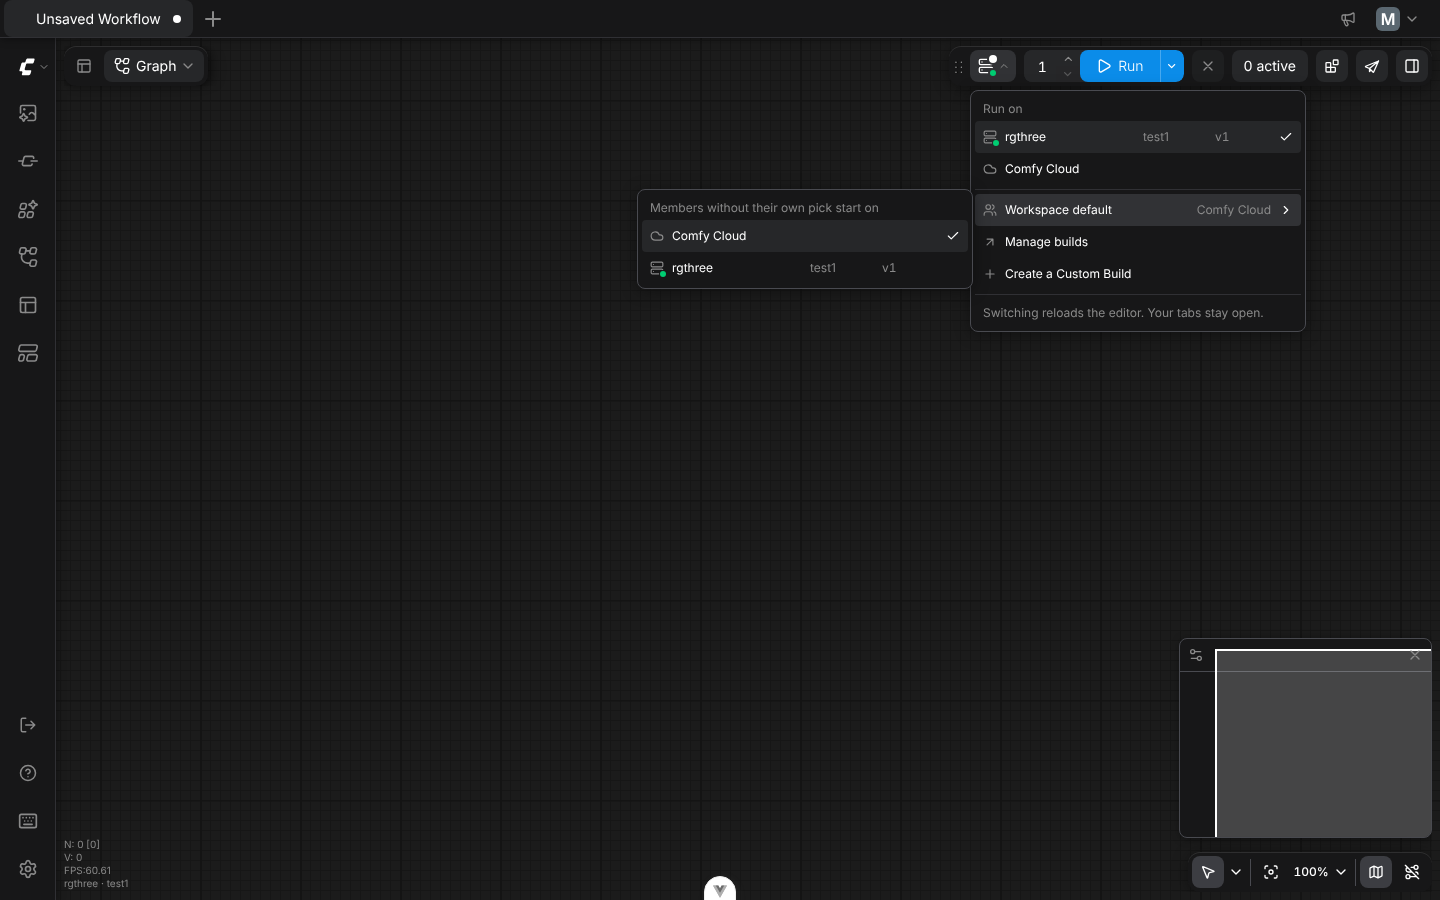 Unsaved Workflow
M
Graph
1
Run
0 active
Run on
rgthree test1 v1
Comfy Cloud
Workspace default Comfy Cloud
Manage builds
Create a Custom Build
Switching reloads the editor. Your tabs stay open.
Members without their own pick start on
Comfy Cloud
rgthree test1 v1
N: 0 [0]
V: 0
FPS:60.61
rgthree · test1
100%